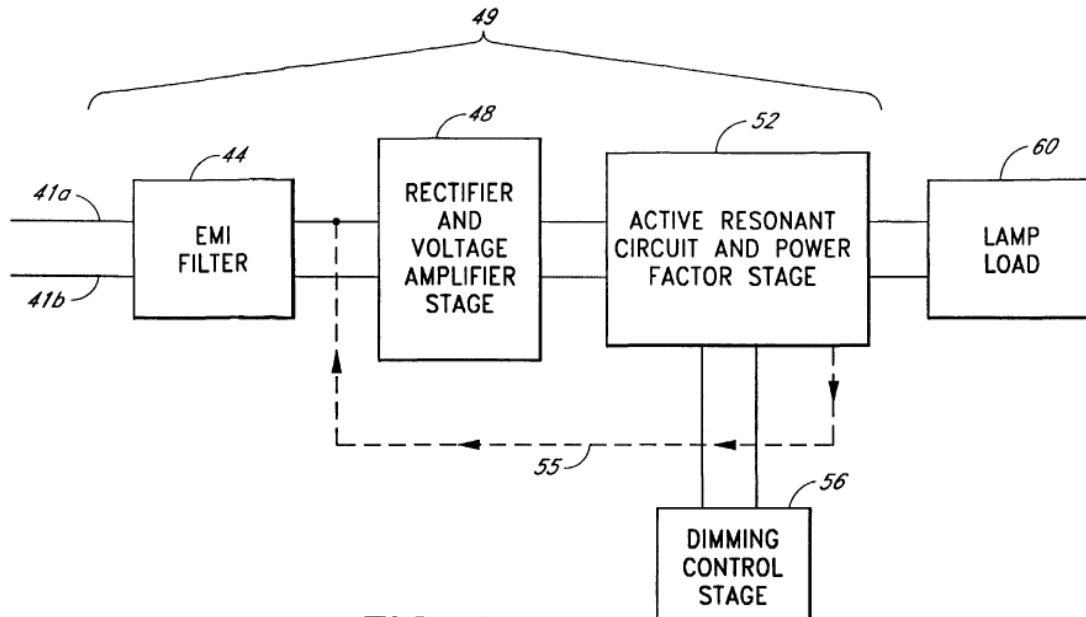 49
48
52
60
44
41a
41b
EMI
FILTER
RECTIFIER
AND
VOLTAGE
AMPLIFIER
STAGE
ACTIVE RESONANT
CIRCUIT AND POWER
FACTOR STAGE
LAMP
LOAD
55
56
DIMMING
CONTROL
STAGE